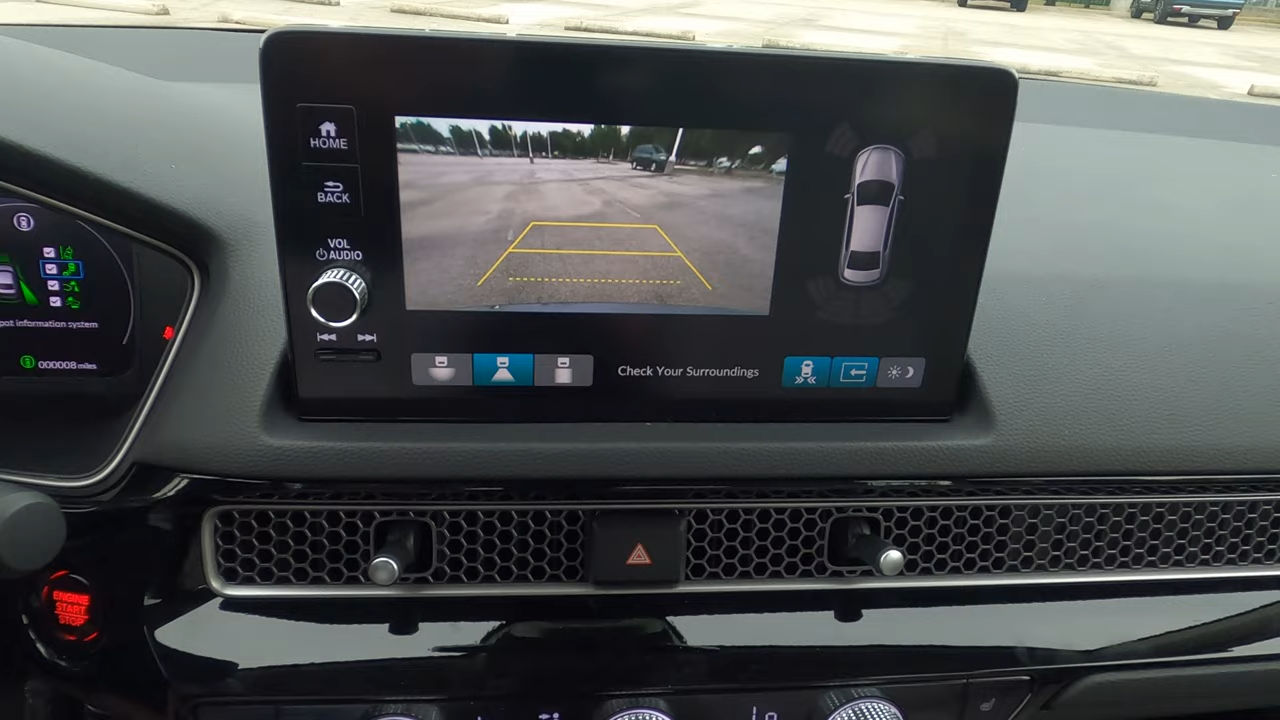 HOME
BACK
VOL
AUDIO
Check Your Surroundings
pot information system
000008 miles
ENGINE
START
STOP